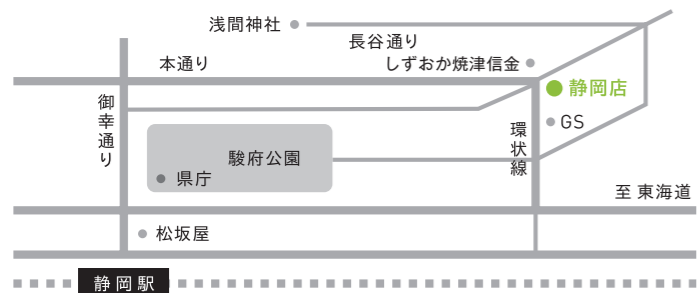 浅間神社
長谷通り
本通り
しずおか焼津信金
静岡店
御幸通り
GS
環状線
駿府公園
県庁
至 東海道
松坂屋
静岡駅